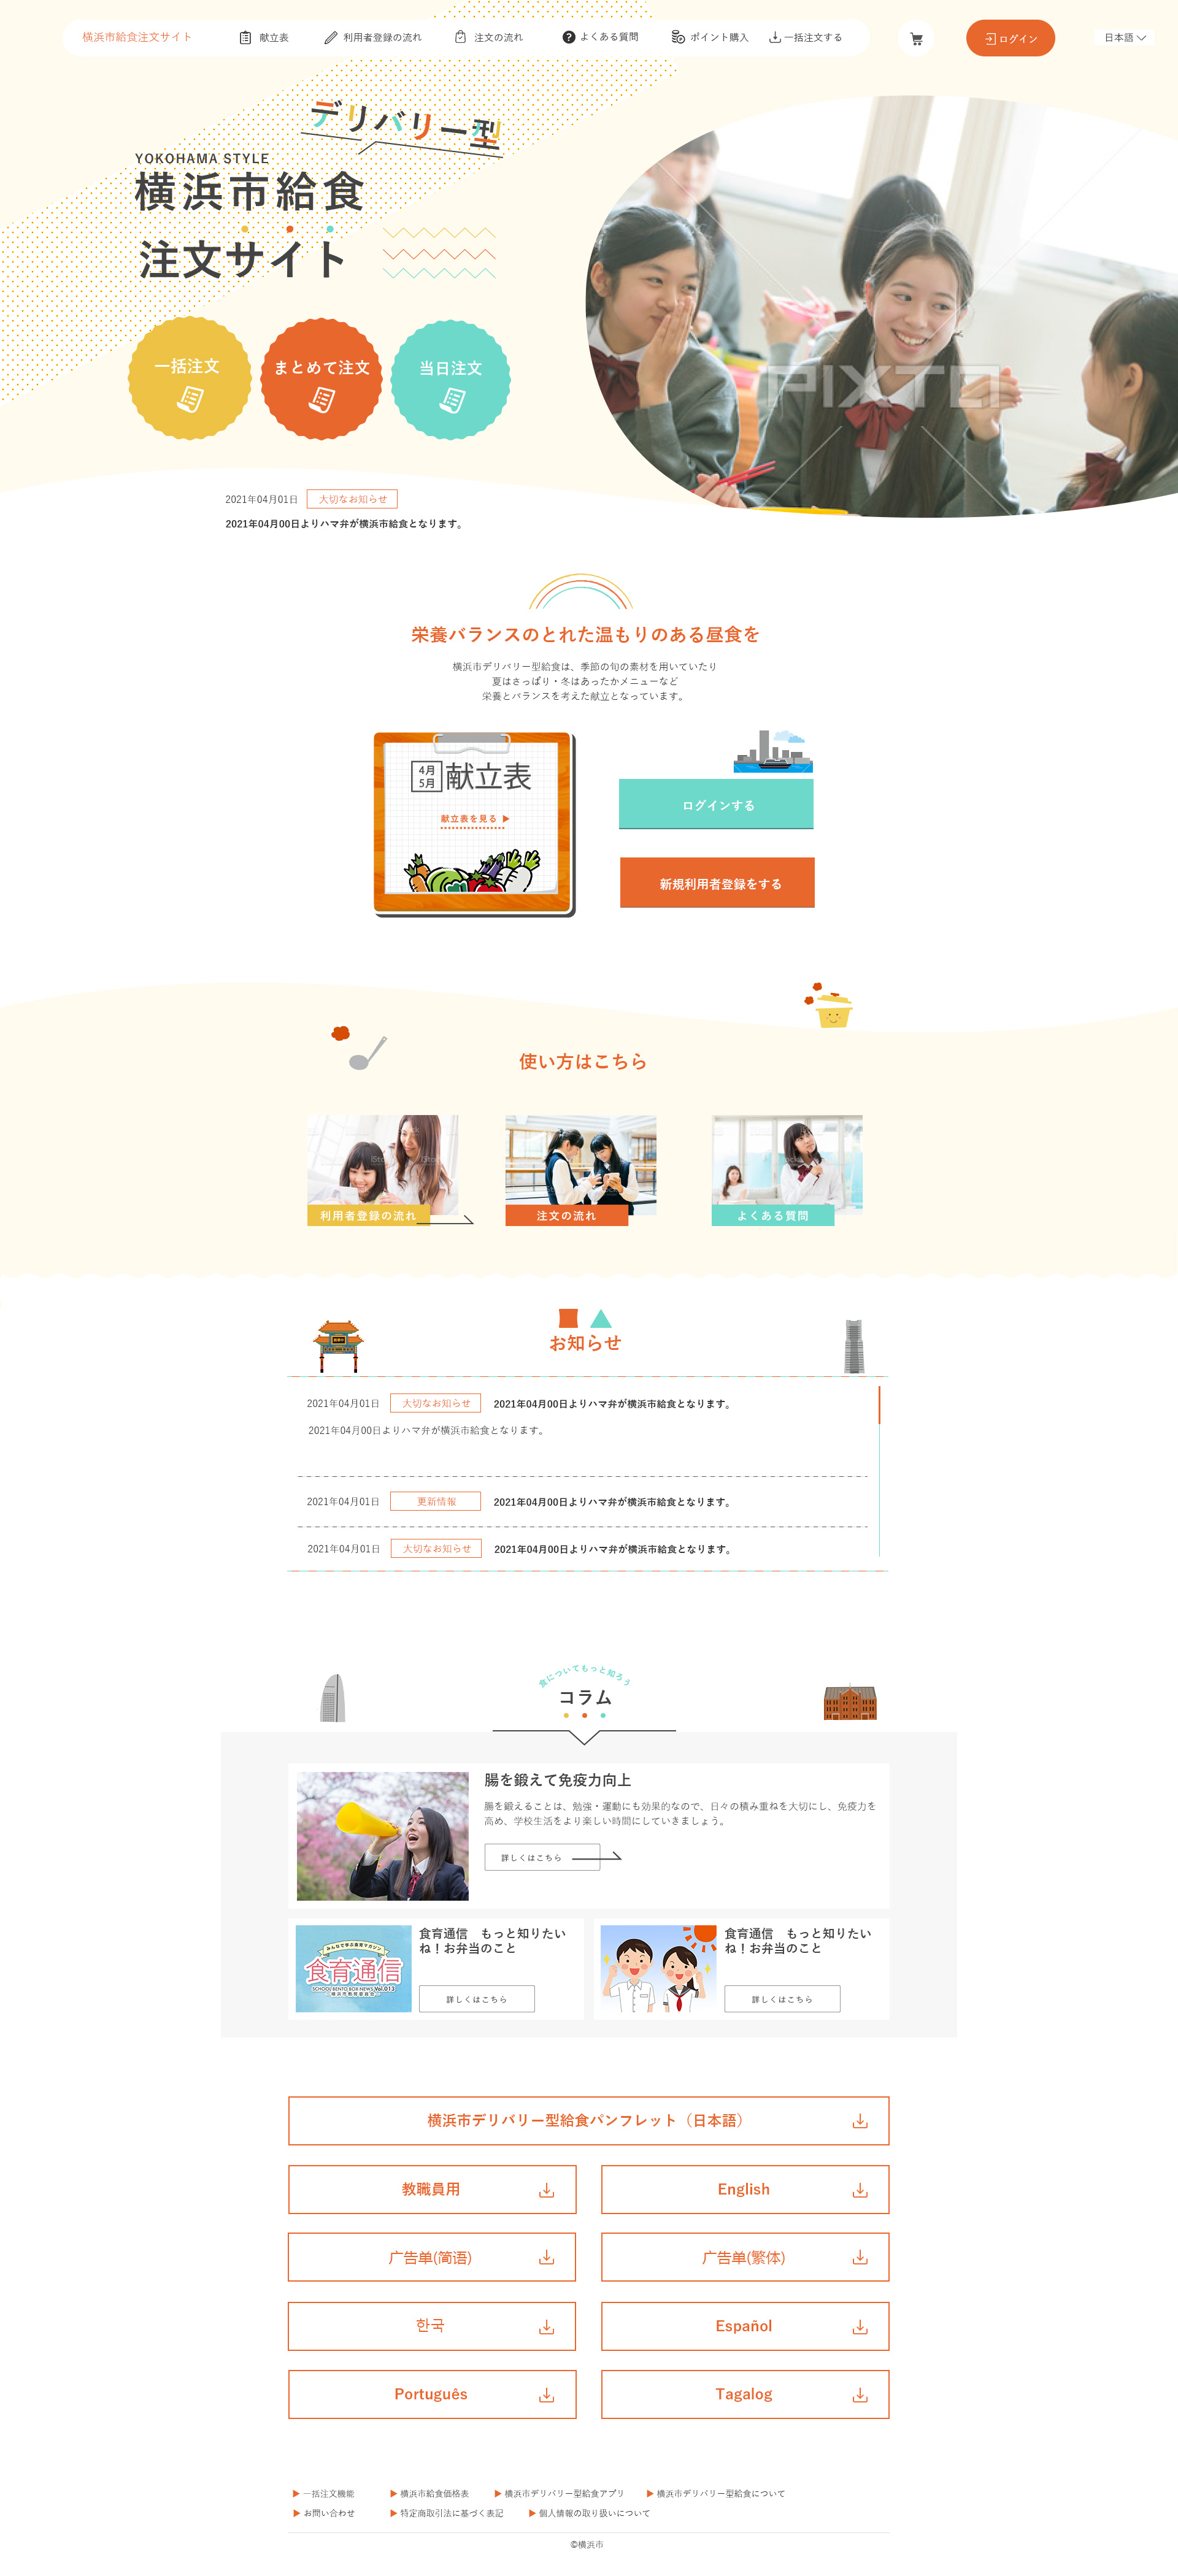 横浜市給食注文サイト
献立表
利用者登録の流れ
注文の流れ
よくある質問
ポイント購入
一括注文する
ログイン
日本語
デリバリー型
YOKOHAMA STYLE
横浜市給食
注文サイト
一括注文
まとめて注文
当日注文
PIXTA
2021年04月01日
大切なお知らせ
2021年04月00日よりハマ弁が横浜市給食となります。
栄養バランスのとれた温もりのある昼食を
横浜市デリバリー型給食は、季節の旬の素材を用いていたり
夏はさっぱり・冬はあったかメニューなど
栄養とバランスを考えた献立となっています。
4月
5月
献立表
献立表を見る ▶
ログインする
新規利用者登録をする
使い方はこちら
利用者登録の流れ
注文の流れ
よくある質問
お知らせ
2021年04月01日
大切なお知らせ
2021年04月00日よりハマ弁が横浜市給食となります。
2021年04月00日よりハマ弁が横浜市給食となります。
2021年04月01日
更新情報
2021年04月00日よりハマ弁が横浜市給食となります。
2021年04月01日
大切なお知らせ
2021年04月00日よりハマ弁が横浜市給食となります。
食についてもっと知ろう
コラム
腸を鍛えて免疫力向上
腸を鍛えることは、勉強・運動にも効果的なので、日々の積み重ねを大切にし、免疫力を
高め、学校生活をより楽しい時間にしていきましょう。
詳しくはこちら
みんなで学ぶ食育マガジン
食育通信
SCHOOL BENTO BOX NEWS Vol.013
横浜市教育委員会
食育通信　もっと知りたい
ね！お弁当のこと
詳しくはこちら
食育通信　もっと知りたい
ね！お弁当のこと
詳しくはこちら
横浜市デリバリー型給食パンフレット（日本語）
教職員用
English
广告单(简语)
广告单(繁体)
한국
Español
Português
Tagalog
▶ 一括注文機能
▶ 横浜市給食価格表
▶ 横浜市デリバリー型給食アプリ
▶ 横浜市デリバリー型給食について
▶ お問い合わせ
▶ 特定商取引法に基づく表記
▶ 個人情報の取り扱いについて
©横浜市